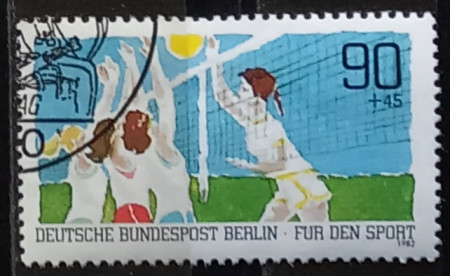 90
+45
DEUTSCHE BUNDESPOST BERLIN · FÜR DEN SPORT
1982